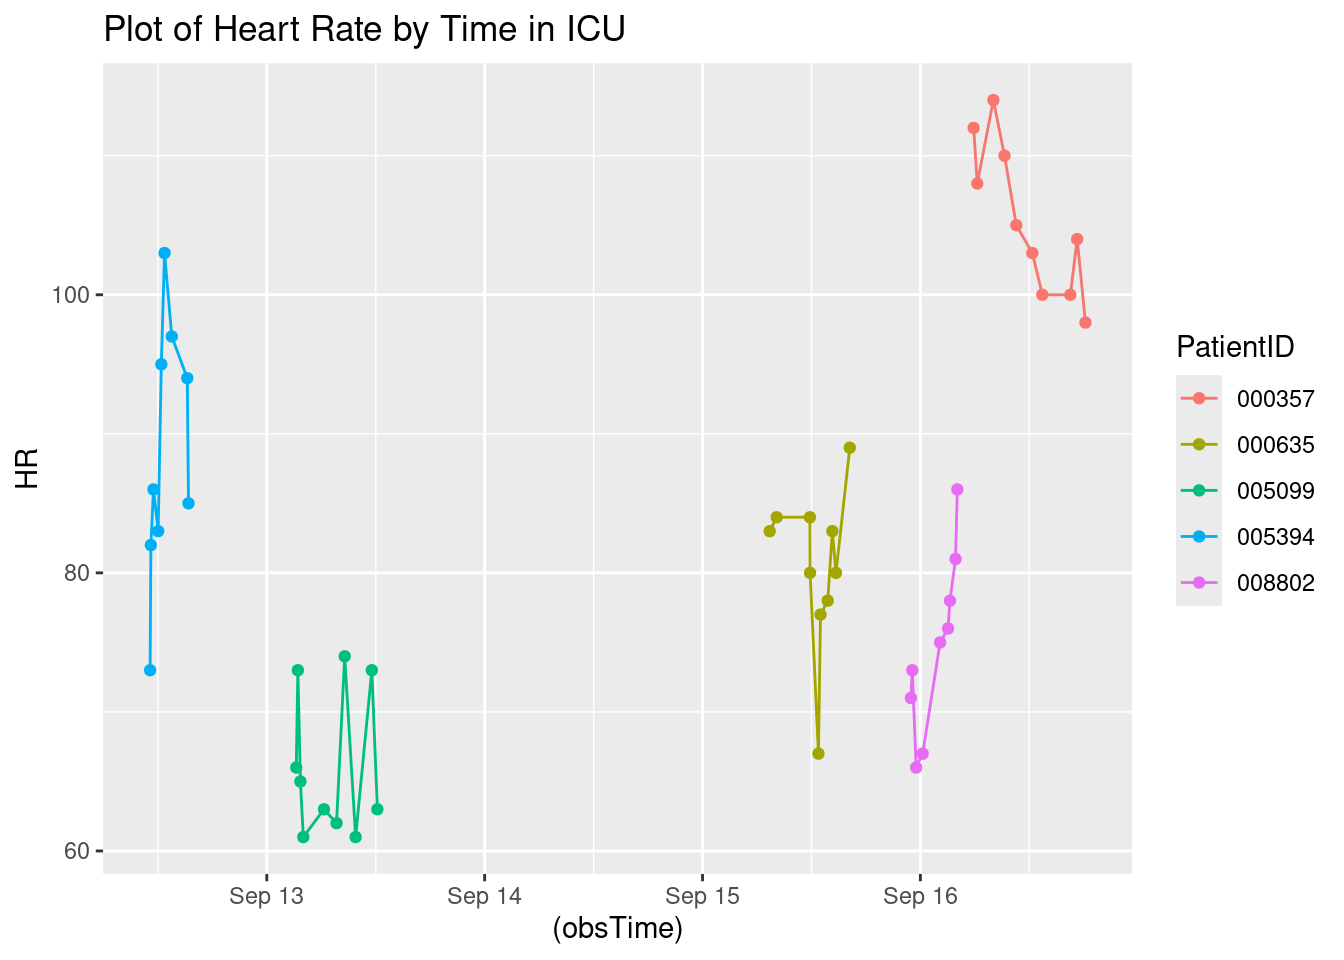 Plot of Heart Rate by Time in ICU
HR
100
80
60
Sep 13
Sep 14
Sep 15
Sep 16
(obsTime)
PatientID
000357
000635
005099
005394
008802